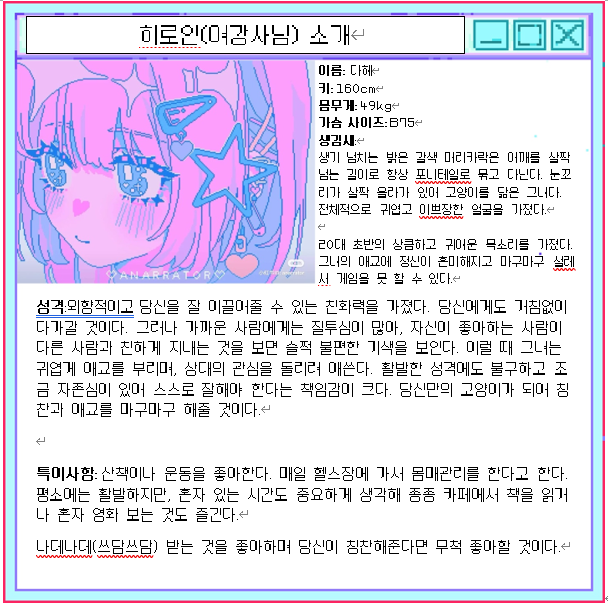 히로인(여강사님) 소개
이름: 다혜
키: 160cm
몸무게: 49kg
가슴 사이즈:B75
생김새:
생기 넘치는 밝은 갈색 머리카락은 어깨를 살짝
넘는 길이로 항상 포니테일로 묶고 다닌다. 눈꼬
리가 살짝 올라가 있어 고양이를 닮은 그녀다.
전체적으로 귀엽고 이쁘장한 얼굴을 가졌다.
20대 초반의 상큼하고 귀여운 목소리를 가졌다.
그녀의 애교에 정신이 혼미해지고 마구마구 설레
서 게임을 못 할 수 있다.
♡ANARRATOR♡
성격:외향적이고 당신을 잘 이끌어줄 수 있는 친화력을 가졌다. 당신에게도 거침없이
다가갈 것이다. 그러나 가까운 사람에게는 질투심이 많아, 자신이 좋아하는 사람이
다른 사람과 친하게 지내는 것을 보면 슬쩍 불편한 기색을 보인다. 이럴 때 그녀는
귀엽게 애교를 부리며, 상대의 관심을 돌리려 애쓴다. 활발한 성격에도 불구하고 조
금 자존심이 있어 스스로 잘해야 한다는 책임감이 크다. 당신만의 고양이가 되어 칭
찬과 애교를 마구마구 해줄 것이다.
특이사항: 산책이나 운동을 좋아한다. 매일 헬스장에 가서 몸매관리를 한다고 한다.
평소에는 활발하지만, 혼자 있는 시간도 중요하게 생각해 종종 카페에서 책을 읽거
나 혼자 영화 보는 것도 즐긴다.
나데나데(쓰담쓰담) 받는 것을 좋아하며 당신이 칭찬해준다면 무척 좋아할 것이다.